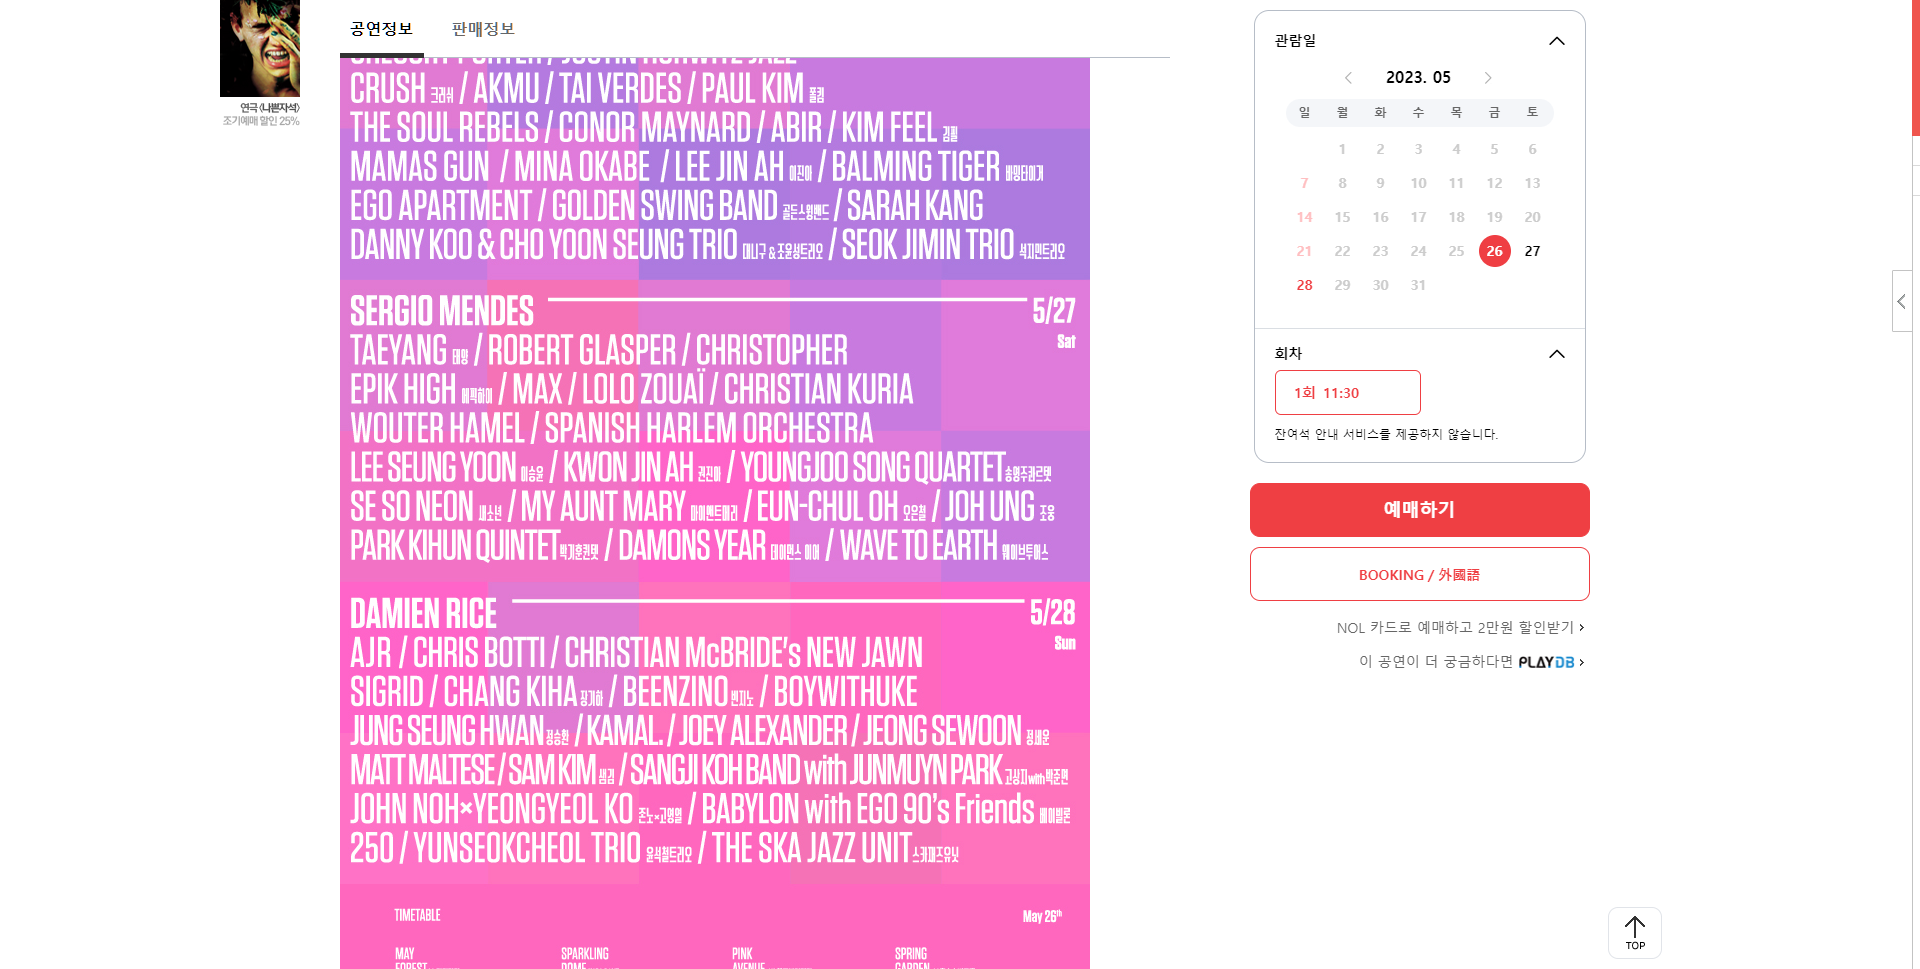 연극 <나쁜자석>
조기예매 할인 25%
공연정보 판매정보
CRUSH 크러쉬 / AKMU / TAI VERDES / PAUL KIM 폴킴
THE SOUL REBELS / CONOR MAYNARD / ABIR / KIM FEEL 김필
MAMAS GUN / MINA OKABE / LEE JIN AH 이진아 / BALMING TIGER 바밍타이거
EGO APARTMENT / GOLDEN SWING BAND 골든스윙밴드 / SARAH KANG
DANNY KOO & CHO YOON SEUNG TRIO 대니구 & 조윤성트리오 / SEOK JIMIN TRIO 석지민트리오
SERGIO MENDES 5/27
Sat
TAEYANG 태양 / ROBERT GLASPER / CHRISTOPHER
EPIK HIGH 에픽하이 / MAX / LOLO ZOUAÏ / CHRISTIAN KURIA
WOUTER HAMEL / SPANISH HARLEM ORCHESTRA
LEE SEUNG YOON 이승윤 / KWON JIN AH 권진아 / YOUNGJOO SONG QUARTET 송영주콰르텟
SE SO NEON 새소년 / MY AUNT MARY 마이앤트메리 / EUN-CHUL OH 오은철 / JOH UNG 조웅
PARK KIHUN QUINTET 박기훈퀸텟 / DAMONS YEAR 데이먼스 이어 / WAVE TO EARTH 웨이브투어스
DAMIEN RICE 5/28
Sun
AJR / CHRIS BOTTI / CHRISTIAN McBRIDE's NEW JAWN
SIGRID / CHANG KIHA 장기하 / BEENZINO 빈지노 / BOYWITHUKE
JUNG SEUNG HWAN 정승환 / KAMAL. / JOEY ALEXANDER / JEONG SEWOON 정세운
MATT MALTESE / SAM KIM 샘김 / SANGJI KOH BAND with JUNMUYN PARK 고상지with박준면
JOHN NOH×YEONGYEOL KO 존노×고영열 / BABYLON with EGO 90's Friends 베이빌론
250 / YUNSEOKCHEOL TRIO 윤석철트리오 / THE SKA JAZZ UNIT 스카재즈유닛
TIMETABLE May 26th
MAY SPARKLING PINK SPRING
FOREST DOME AVENUE GARDEN
관람일
2023. 05
일 월 화 수 목 금 토
1 2 3 4 5 6
7 8 9 10 11 12 13
14 15 16 17 18 19 20
21 22 23 24 25 26 27
28 29 30 31
회차
1회 11:30
잔여석 안내 서비스를 제공하지 않습니다.
예매하기
BOOKING / 外國語
NOL 카드로 예매하고 2만원 할인받기
이 공연이 더 궁금하다면 PLAYDB
TOP